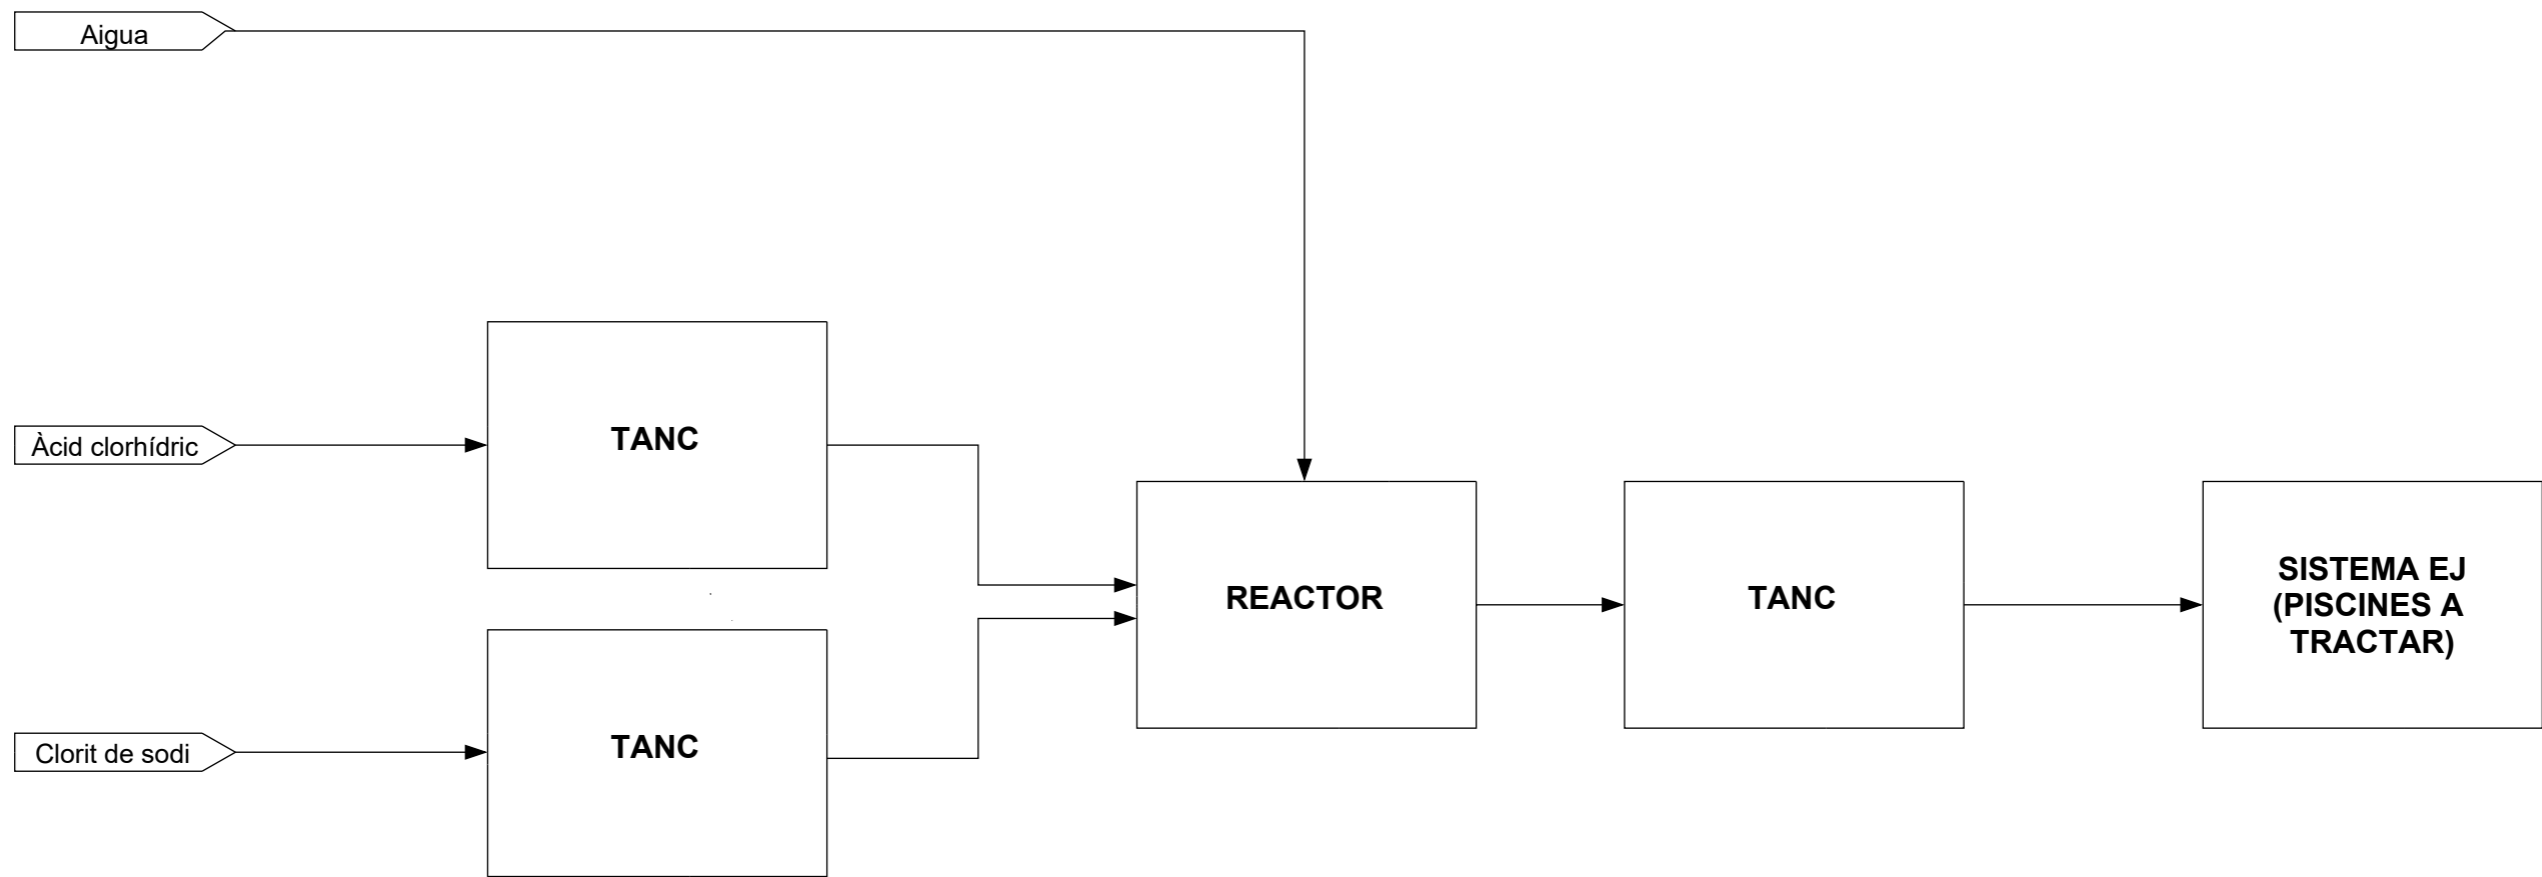 Aigua
Àcid clorhídric
TANC
REACTOR
TANC
SISTEMA EJ
(PISCINES A
TRACTAR)
Clorit de sodi
TANC